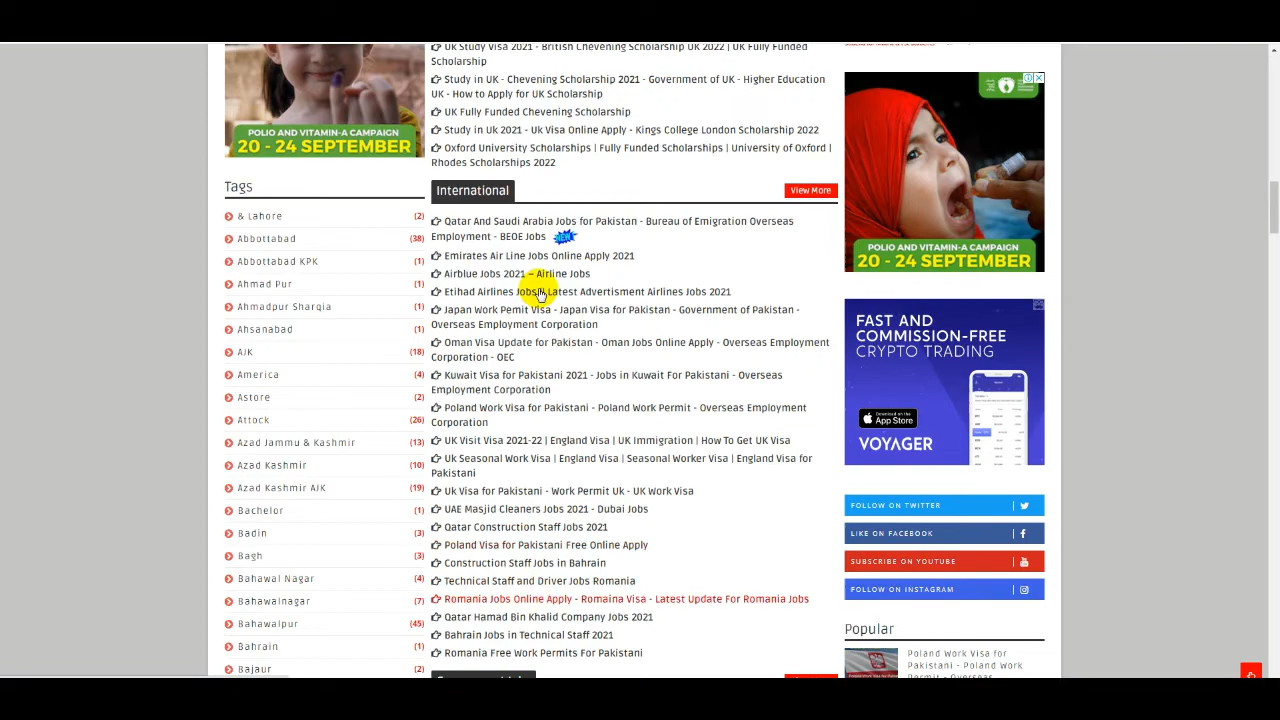 POLIO AND VITAMIN-A CAMPAIGN
20 - 24 SEPTEMBER
Tags
& Lahore (2)
Abbottabad (38)
Abbottabad KPK (1)
Ahmad Pur (1)
Ahmadpur Sharqia (1)
Ahsanabad (1)
AJK (18)
America (4)
Astore (2)
Attock (26)
Azad Jammu & Kashmir (13)
Azad Kashmir (10)
Azad Kashmir AJK (19)
Bachelor (1)
Badin (3)
Bagh (3)
Bahawal Nagar (4)
Bahawalnagar (7)
Bahawalpur (45)
Bahrain (1)
Bajaur (2)
Uk Study Visa 2021 - British Chevening Scholarship UK 2022 | UK Fully Funded
Scholarship
Study in UK - Chevening Scholarship 2021 - Government of UK - Higher Education
UK - How to Apply for UK Scholarship
UK Fully Funded Chevening Scholarship
Study in Uk 2021 - Uk Visa Online Apply - Kings College London Scholarship 2022
Oxford University Scholarships | Fully Funded Scholarships | University of Oxford |
Rhodes Scholarships 2022
International View More
Qatar And Saudi Arabia Jobs for Pakistan - Bureau of Emigration Overseas
Employment - BEOE Jobs NEW
Emirates Air Line Jobs Online Apply 2021
Airblue Jobs 2021 – Airline Jobs
Etihad Airlines Jobs Latest Advertisment Airlines Jobs 2021
Japan Work Pemit Visa - Japan Visa for Pakistan - Government of Pakistan -
Overseas Employment Corporation
Oman Visa Update for Pakistan - Oman Jobs Online Apply - Overseas Employment
Corporation - OEC
Kuwait Visa for Pakistani 2021 - Jobs in Kuwait For Pakistani - Overseas
Employment Corporation
Poland Work Visa for Pakistani - Poland Work Permit - Overseas Employment
Corporation
UK Visit Visa 2021-22 | England Visa | UK Immigration | How To Get UK Visa
Uk Seasonal Work Visa | England Visa | Seasonal Worker Visa | England Visa for
Pakistani
Uk Visa for Pakistani - Work Permit Uk - UK Work Visa
UAE Masjid Cleaners Jobs 2021 - Dubai Jobs
Qatar Construction Staff Jobs 2021
Poland Visa for Pakistani Free Online Apply
Construction Staff Jobs in Bahrain
Technical Staff and Driver Jobs Romania
Romania Jobs Online Apply - Romaina Visa - Latest Update For Romania Jobs
Qatar Hamad Bin Khalid Company Jobs 2021
Bahrain Jobs in Technical Staff 2021
Romania Free Work Permits For Pakistani
POLIO AND VITAMIN-A CAMPAIGN
20 - 24 SEPTEMBER
FAST AND
COMMISSION-FREE
CRYPTO TRADING
Download on the
App Store
VOYAGER
FOLLOW ON TWITTER
LIKE ON FACEBOOK
SUBSCRIBE ON YOUTUBE
FOLLOW ON INSTAGRAM
Popular
Poland Work Visa for
Pakistani - Poland Work
Permit - Overseas